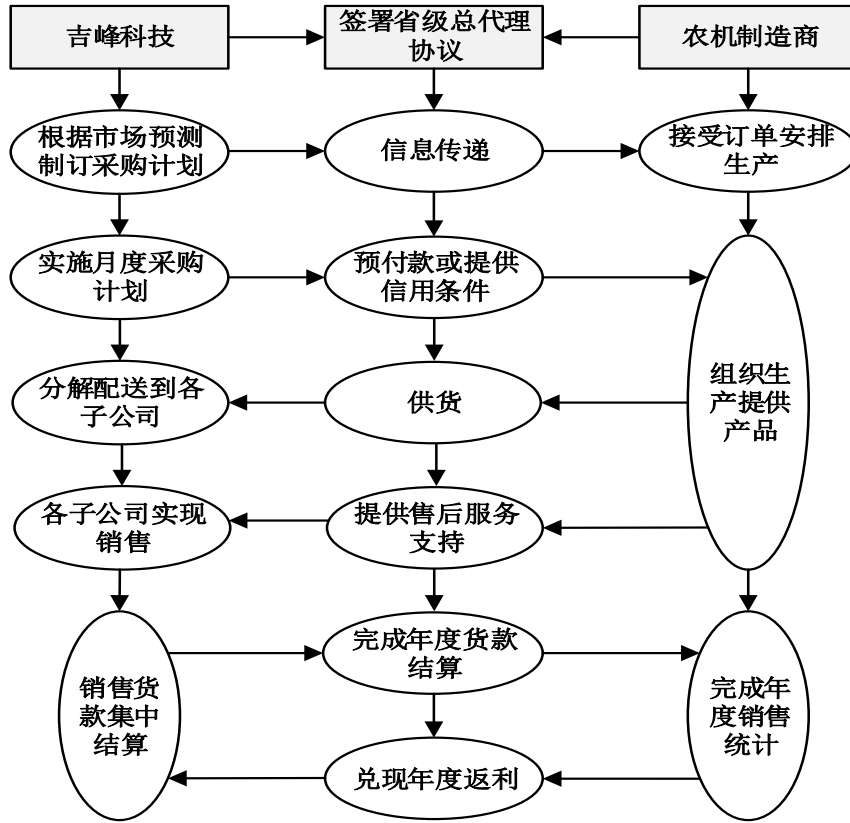 吉峰科技
签署省级总代理
协议
农机制造商
根据市场预测
制订采购计划
信息传递
接受订单安排
生产
实施月度采购
计划
预付款或提供
信用条件
组织生
产提供
产品
分解配送到各
子公司
供货
各子公司实现
销售
提供售后服务
支持
销售货
款集中
结算
完成年度货款
结算
完成年
度销售
统计
兑现年度返利